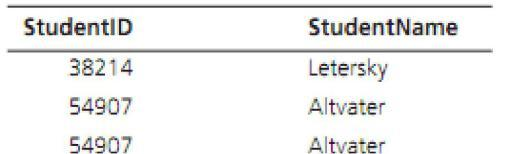 StudentID StudentName
38214 Letersky
54907 Altvater
54907 Altvater